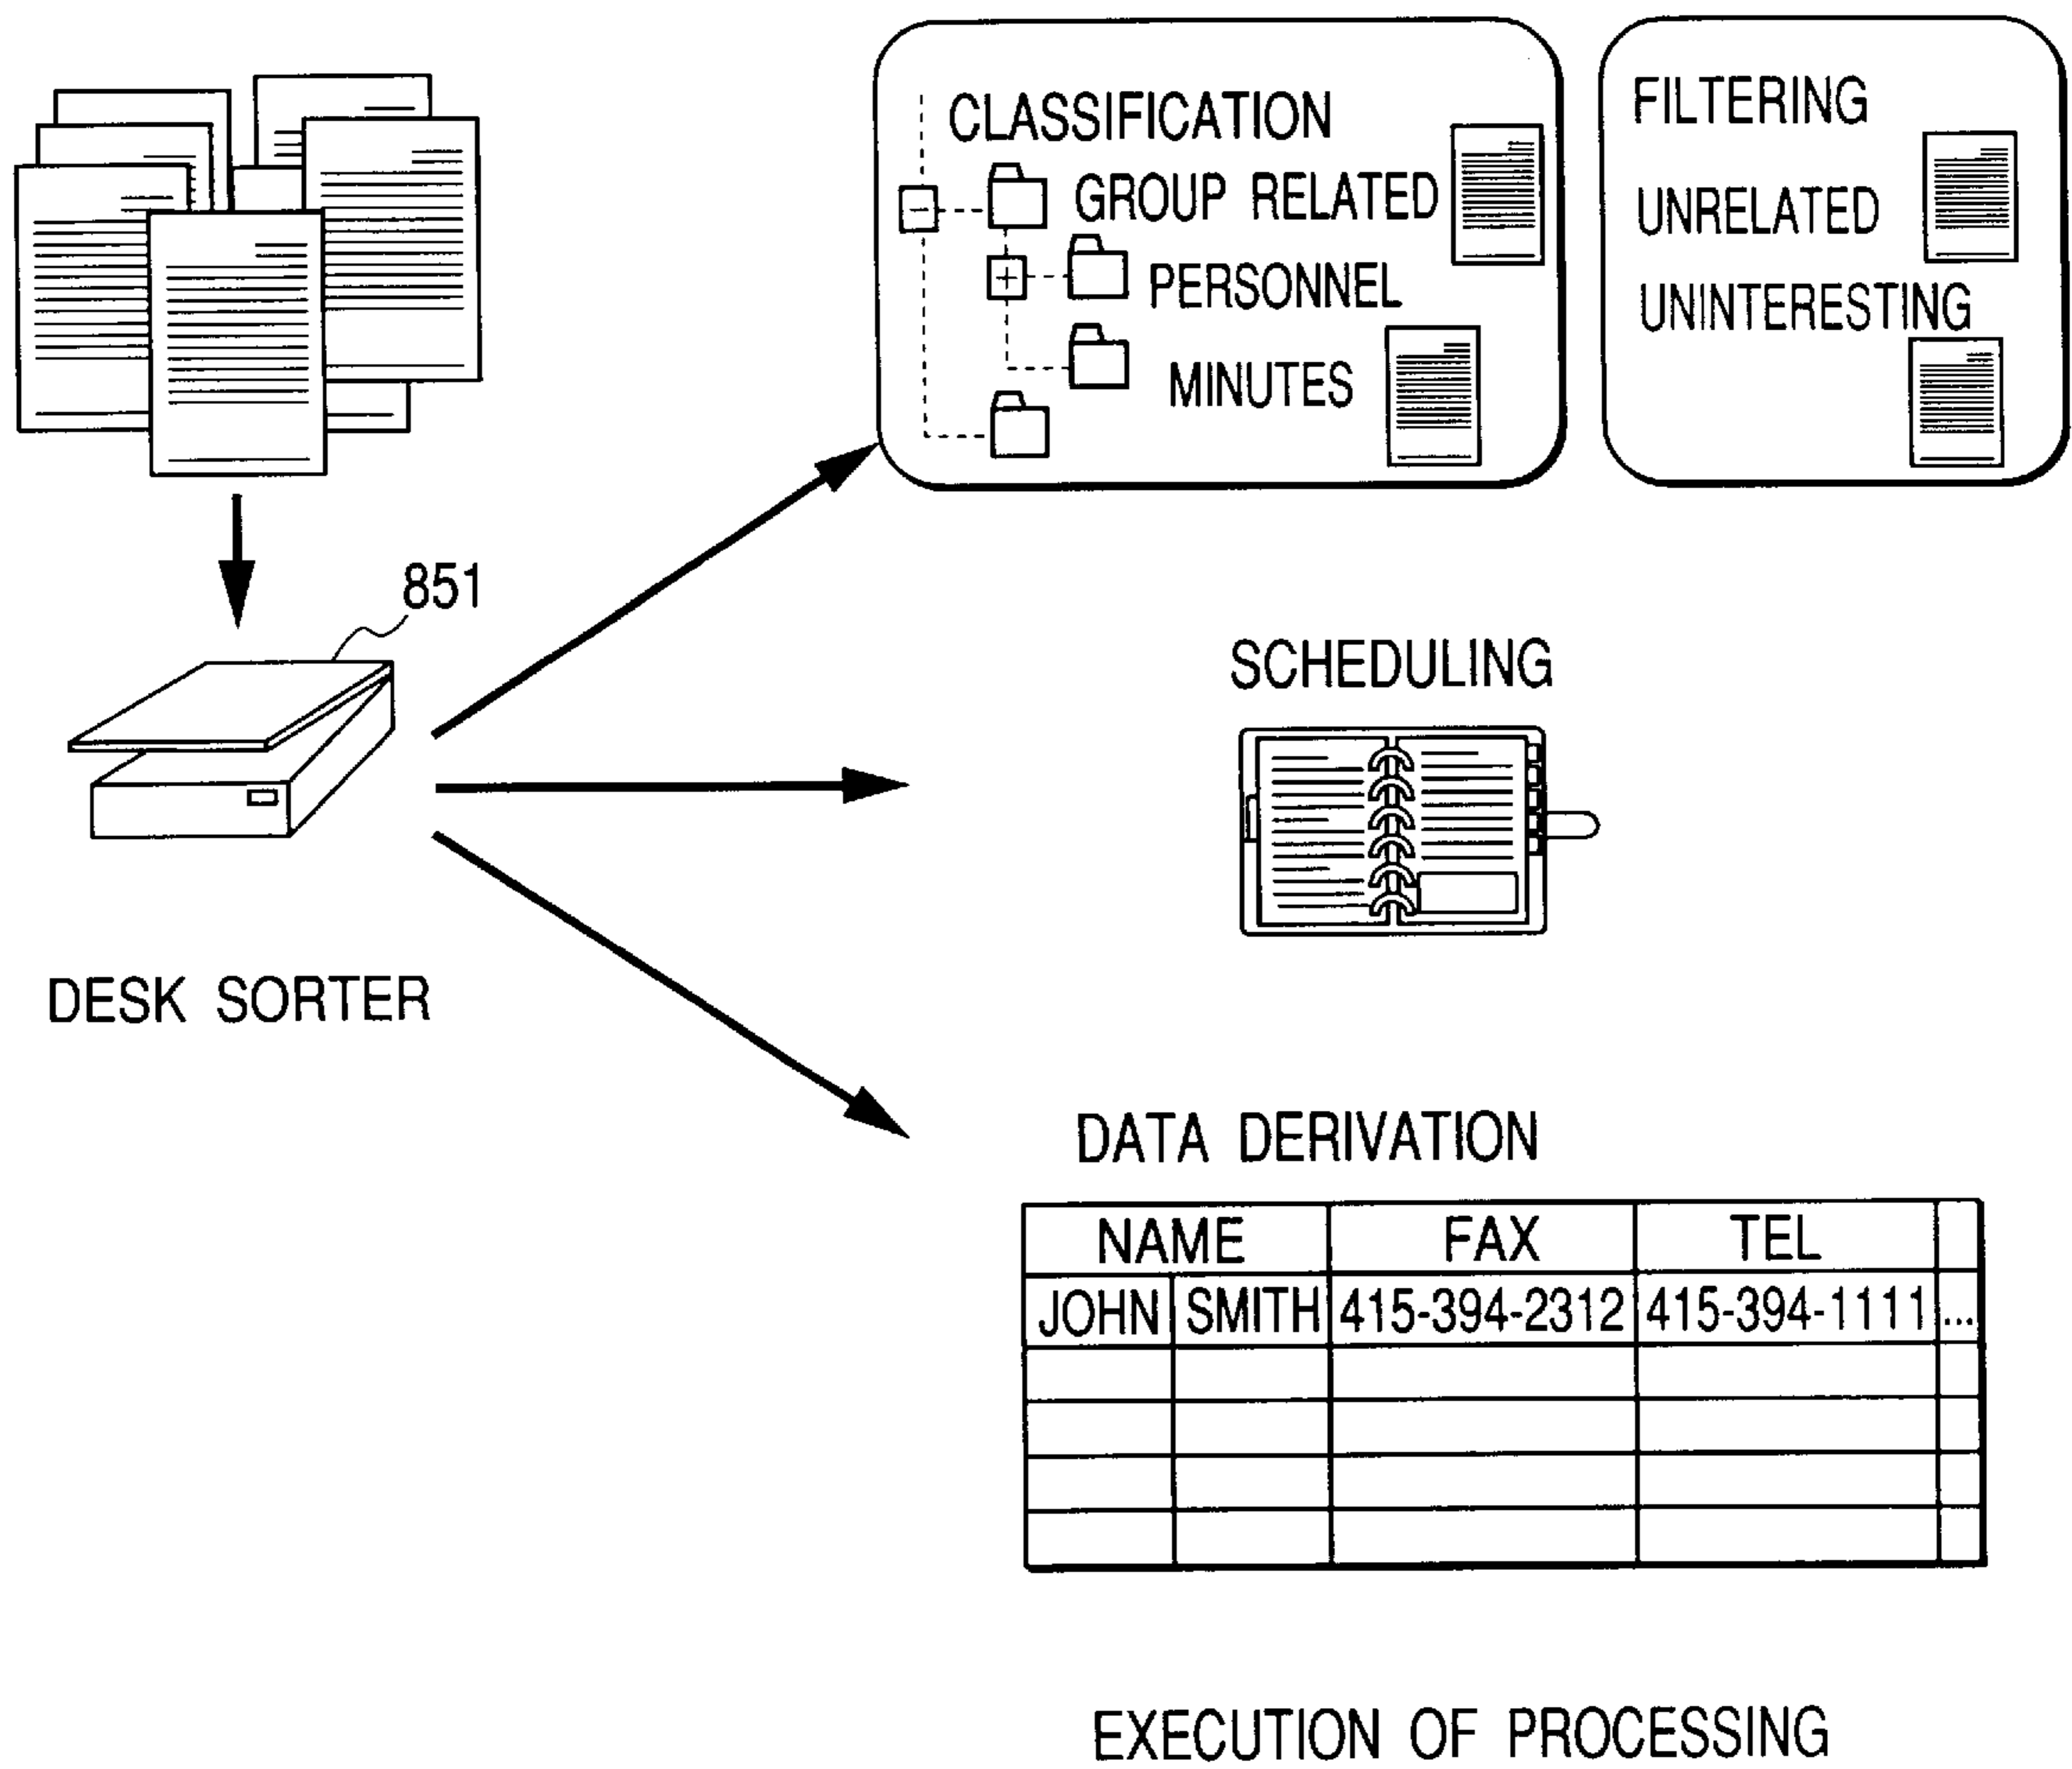 CLASSIFICATION
GROUP RELATED
PERSONNEL
MINUTES
FILTERING
UNRELATED
UNINTERESTING
851
DESK SORTER
SCHEDULING
DATA DERIVATION
NAME FAX TEL
JOHN SMITH 415-394-2312 415-394-1111 ...
EXECUTION OF PROCESSING